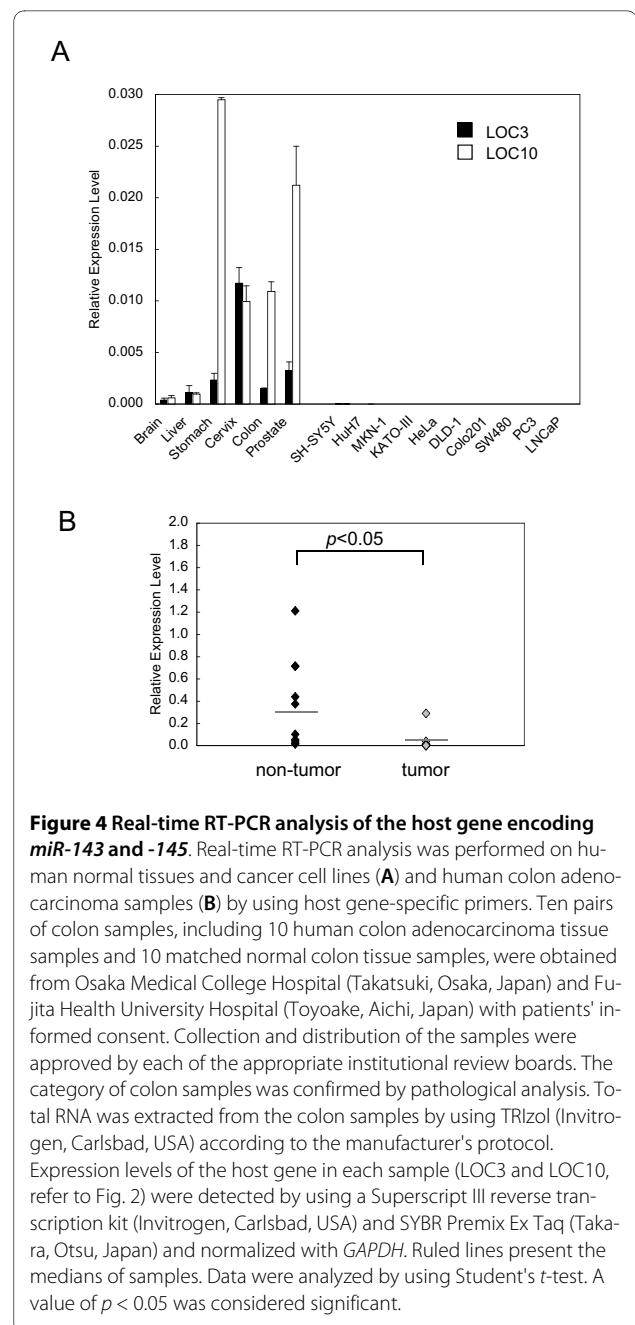 A
Relative Expression Level
0.030
0.025
0.020
0.015
0.010
0.005
0.000
LOC3
LOC10
Brain
Liver
Stomach
Cervix
Colon
Prostate
SH-SY5Y
HuH7
MKN-1
KATO-III
HeLa
DLD-1
Colo201
SW480
PC3
LNCaP
B
Relative Expression Level
2.0
1.8
1.6
1.4
1.2
1.0
0.8
0.6
0.4
0.2
0.0
p<0.05
non-tumor
tumor
Figure 4 Real-time RT-PCR analysis of the host gene encoding
miR-143 and -145. Real-time RT-PCR analysis was performed on hu-
man normal tissues and cancer cell lines (A) and human colon adeno-
carcinoma samples (B) by using host gene-specific primers. Ten pairs
of colon samples, including 10 human colon adenocarcinoma tissue
samples and 10 matched normal colon tissue samples, were obtained
from Osaka Medical College Hospital (Takatsuki, Osaka, Japan) and Fu-
jita Health University Hospital (Toyoake, Aichi, Japan) with patients' in-
formed consent. Collection and distribution of the samples were
approved by each of the appropriate institutional review boards. The
category of colon samples was confirmed by pathological analysis. To-
tal RNA was extracted from the colon samples by using TRIzol (Invitro-
gen, Carlsbad, USA) according to the manufacturer's protocol.
Expression levels of the host gene in each sample (LOC3 and LOC10,
refer to Fig. 2) were detected by using a Superscript III reverse tran-
scription kit (Invitrogen, Carlsbad, USA) and SYBR Premix Ex Taq (Taka-
ra, Otsu, Japan) and normalized with GAPDH. Ruled lines present the
medians of samples. Data were analyzed by using Student's t-test. A
value of p < 0.05 was considered significant.